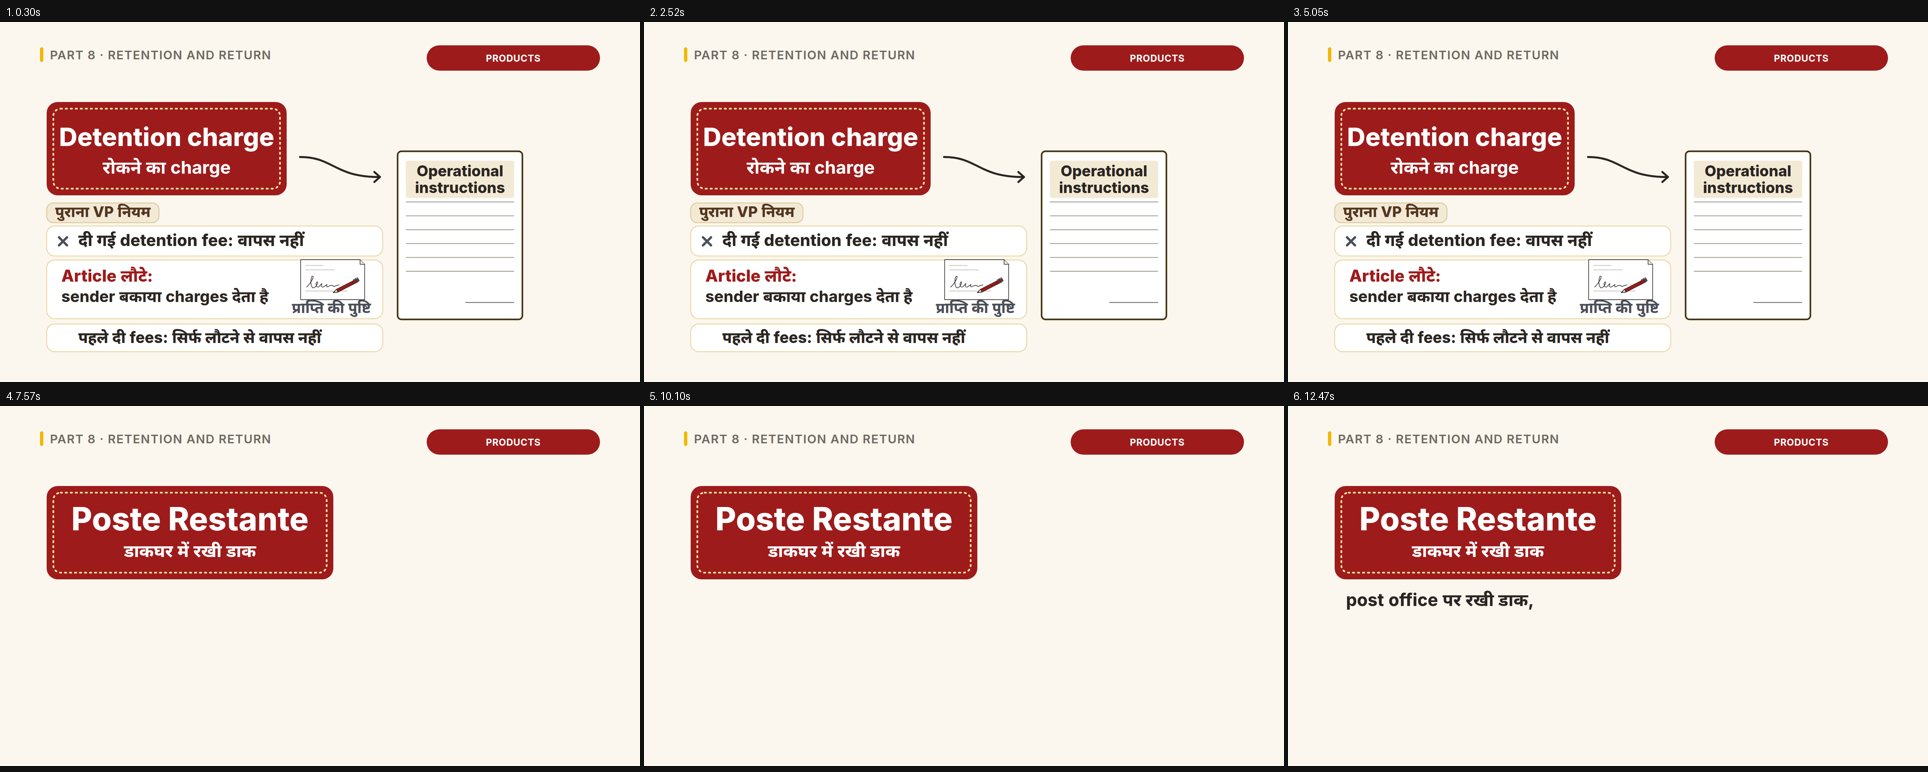 1. 0.30s
PART 8 · RETENTION AND RETURN
PRODUCTS
Detention charge
रोकने का charge
Operational
instructions
पुराना VP नियम
× दी गई detention fee: वापस नहीं
Article लौटे:
sender बकाया charges देता है
प्राप्ति की पुष्टि
पहले दी fees: सिर्फ लौटने से वापस नहीं
2. 2.52s
PART 8 · RETENTION AND RETURN
PRODUCTS
Detention charge
रोकने का charge
Operational
instructions
पुराना VP नियम
× दी गई detention fee: वापस नहीं
Article लौटे:
sender बकाया charges देता है
प्राप्ति की पुष्टि
पहले दी fees: सिर्फ लौटने से वापस नहीं
3. 5.05s
PART 8 · RETENTION AND RETURN
PRODUCTS
Detention charge
रोकने का charge
Operational
instructions
पुराना VP नियम
× दी गई detention fee: वापस नहीं
Article लौटे:
sender बकाया charges देता है
प्राप्ति की पुष्टि
पहले दी fees: सिर्फ लौटने से वापस नहीं
4. 7.57s
PART 8 · RETENTION AND RETURN
PRODUCTS
Poste Restante
डाकघर में रखी डाक
5. 10.10s
PART 8 · RETENTION AND RETURN
PRODUCTS
Poste Restante
डाकघर में रखी डाक
6. 12.47s
PART 8 · RETENTION AND RETURN
PRODUCTS
Poste Restante
डाकघर में रखी डाक
post office पर रखी डाक,